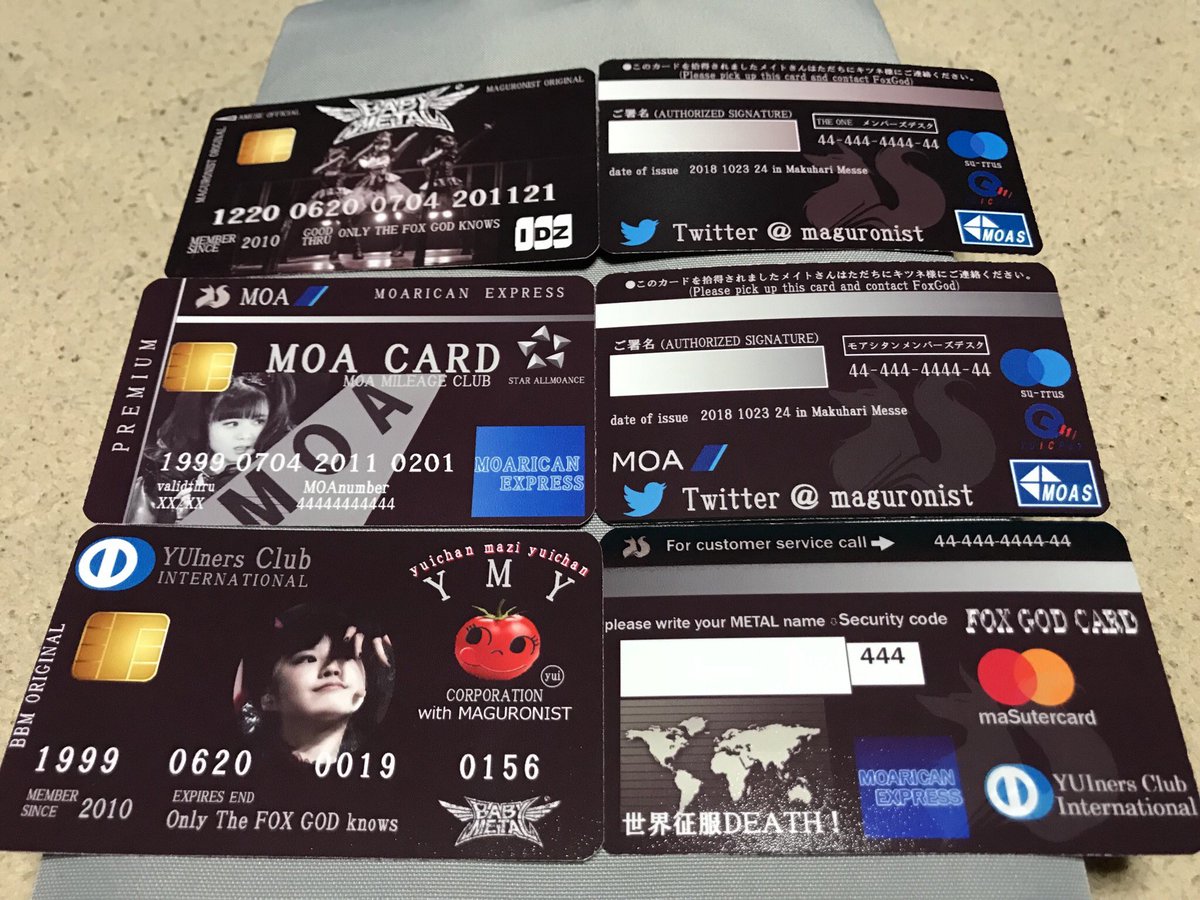 AMUSE OFFICIAL
MAGURONIST ORIGINAL
MAGURONIST ORIGINAL
BABY METAL
1220 0620 0704 201121
MEMBER SINCE 2010
GOOD THRU ONLY THE FOX GOD KNOWS
IDZ
●このカードを拾得されましたメイトさんはただちにキツネ様にご連絡ください。
(Please pick up this card and contact FoxGod)
ご署名 (AUTHORIZED SIGNATURE)
THE ONE メンバーズデスク
44-444-4444-44
su-rrus
date of issue 2018 1023 24 in Makuhari Messe
Twitter @ maguronist
MOAS
PREMIUM
MOA
MOARICAN EXPRESS
MOA CARD
MOA MILEAGE CLUB
STAR ALLMOANCE
MOA
1999 0704 2011 0201
validthru
XX/XX
MOAnumber
44444444444
MOARICAN
EXPRESS
●このカードを拾得されましたメイトさんはただちにキツネ様にご連絡ください。
(Please pick up this card and contact FoxGod)
ご署名 (AUTHORIZED SIGNATURE)
モアシタンメンバーズデスク
44-444-4444-44
su-rrus
date of issue 2018 1023 24 in Makuhari Messe
MOA
Twitter @ maguronist
MOAS
YUIners Club
INTERNATIONAL
yuichan mazi yuichan
Y M Y
yui
CORPORATION
with MAGURONIST
BBM ORIGINAL
1999 0620 0019 0156
MEMBER SINCE 2010
EXPIRES END
Only The FOX GOD knows
BABY METAL
For customer service call
44-444-4444-44
please write your METAL name
Security code
444
FOX GOD CARD
maSutercard
MOARICAN
EXPRESS
YUIners Club
International
世界征服DEATH！